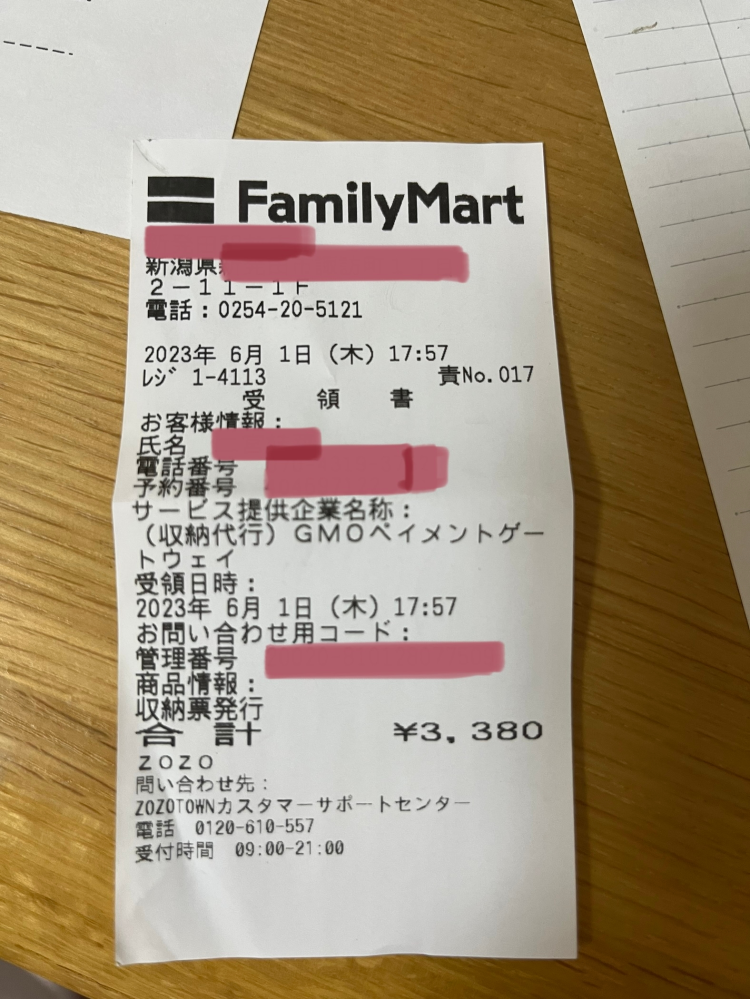 FamilyMart
新潟県
2-11-1F
電話:0254-20-5121
2023年 6月 1日(木)17:57
レジ 1-4113 責No.017
受 領 書
お客様情報:
氏名
電話番号
予約番号
サービス提供企業名称:
(収納代行)GMOペイメントゲー
トウェイ
受領日時:
2023年 6月 1日(木)17:57
お問い合わせ用コード:
管理番号
商品情報:
収納票発行
合 計 ¥3,380
ZOZO
問い合わせ先:
ZOZOTOWNカスタマーサポートセンター
電話 0120-610-557
受付時間 09:00-21:00